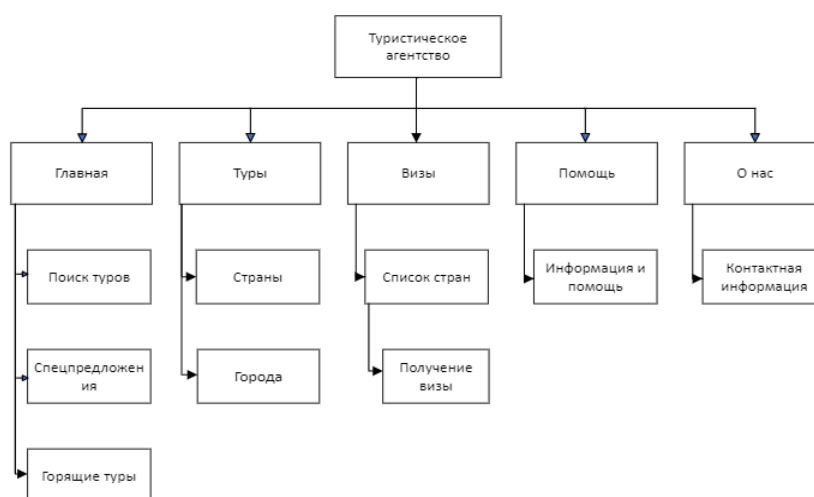 Туристическое
агентство
Главная
Туры
Визы
Помощь
О нас
Поиск туров
Страны
Список стран
Информация и
помощь
Контактная
информация
Спецпредложен
ия
Города
Получение
визы
Горящие туры